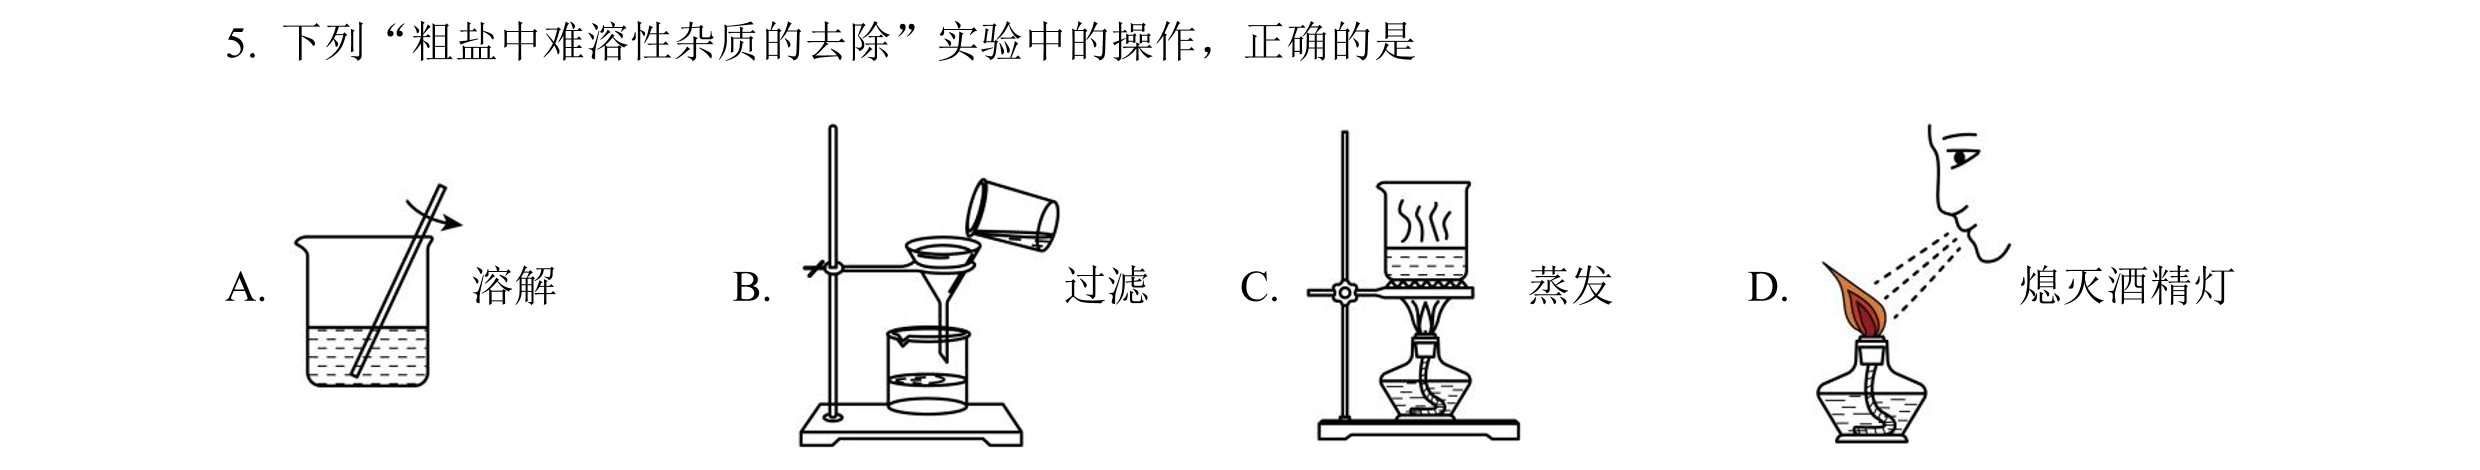 5. 下列“粗盐中难溶性杂质的去除”实验中的操作，正确的是
A. 溶解 B. 过滤 C. 蒸发 D. 熄灭酒精灯